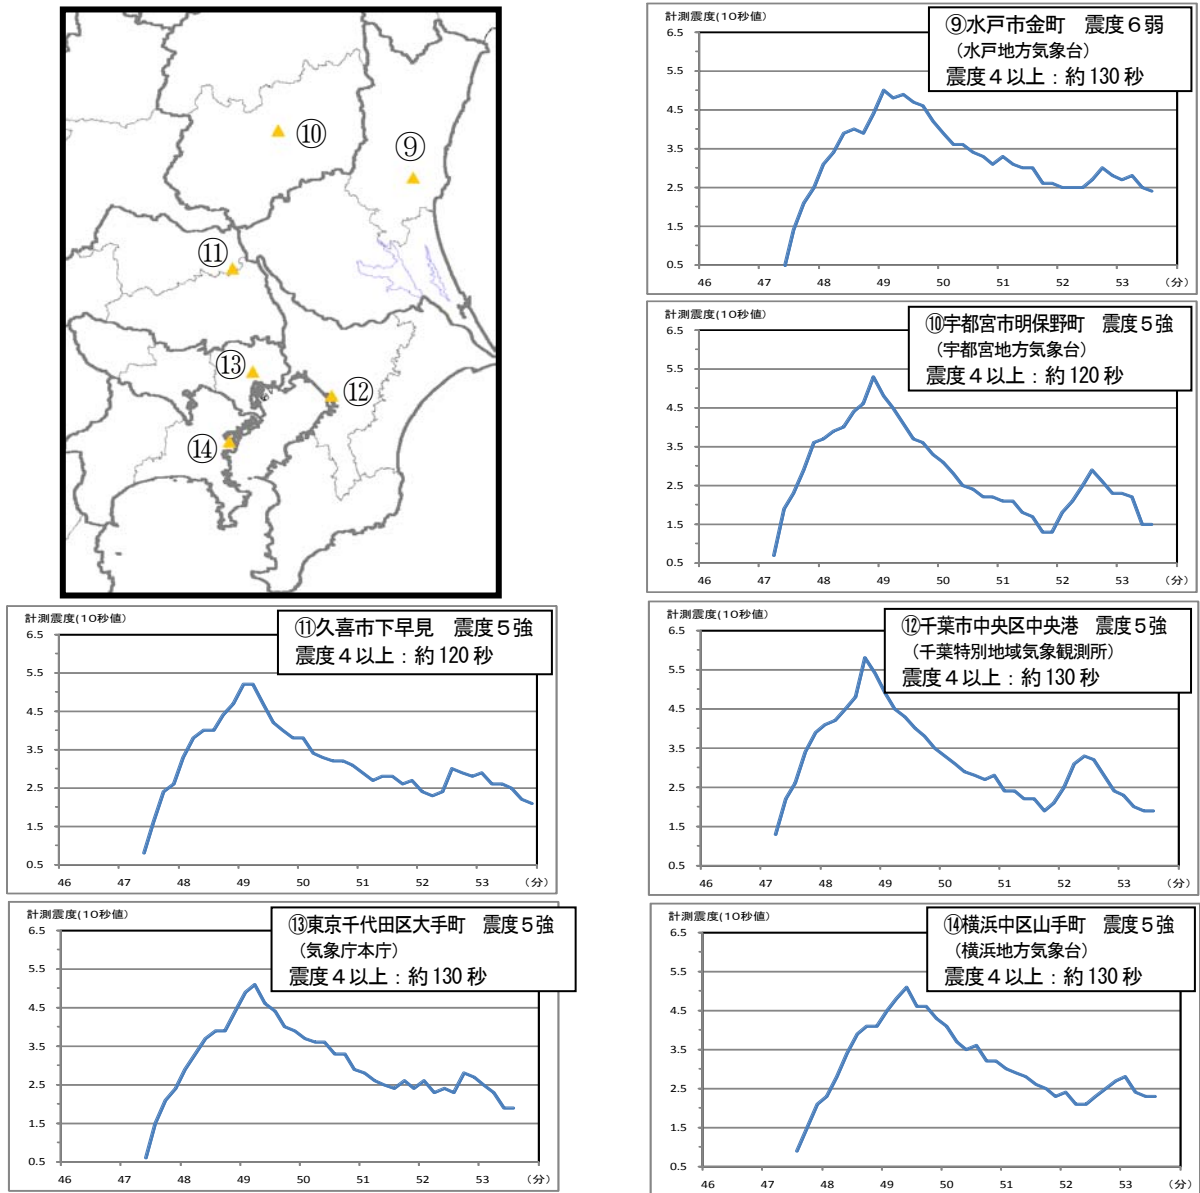 ⑩
⑨
⑪
⑬
⑫
⑭
計測震度(10秒値)
⑨水戸市金町 震度6弱
(水戸地方気象台)
震度4以上:約130秒
6.5
5.5
4.5
3.5
2.5
1.5
0.5
46 47 48 49 50 51 52 53 (分)
計測震度(10秒値)
⑩宇都宮市明保野町 震度5強
(宇都宮地方気象台)
震度4以上:約120秒
6.5
5.5
4.5
3.5
2.5
1.5
0.5
46 47 48 49 50 51 52 53 (分)
計測震度(10秒値)
⑪久喜市下早見 震度5強
震度4以上:約120秒
6.5
5.5
4.5
3.5
2.5
1.5
0.5
46 47 48 49 50 51 52 53 (分)
計測震度(10秒値)
⑫千葉市中央区中央港 震度5強
(千葉特別地域気象観測所)
震度4以上:約130秒
6.5
5.5
4.5
3.5
2.5
1.5
0.5
46 47 48 49 50 51 52 53 (分)
計測震度(10秒値)
⑬東京千代田区大手町 震度5強
(気象庁本庁)
震度4以上:約130秒
6.5
5.5
4.5
3.5
2.5
1.5
0.5
46 47 48 49 50 51 52 53 (分)
計測震度(10秒値)
⑭横浜中区山手町 震度5強
(横浜地方気象台)
震度4以上:約130秒
6.5
5.5
4.5
3.5
2.5
1.5
0.5
46 47 48 49 50 51 52 53 (分)